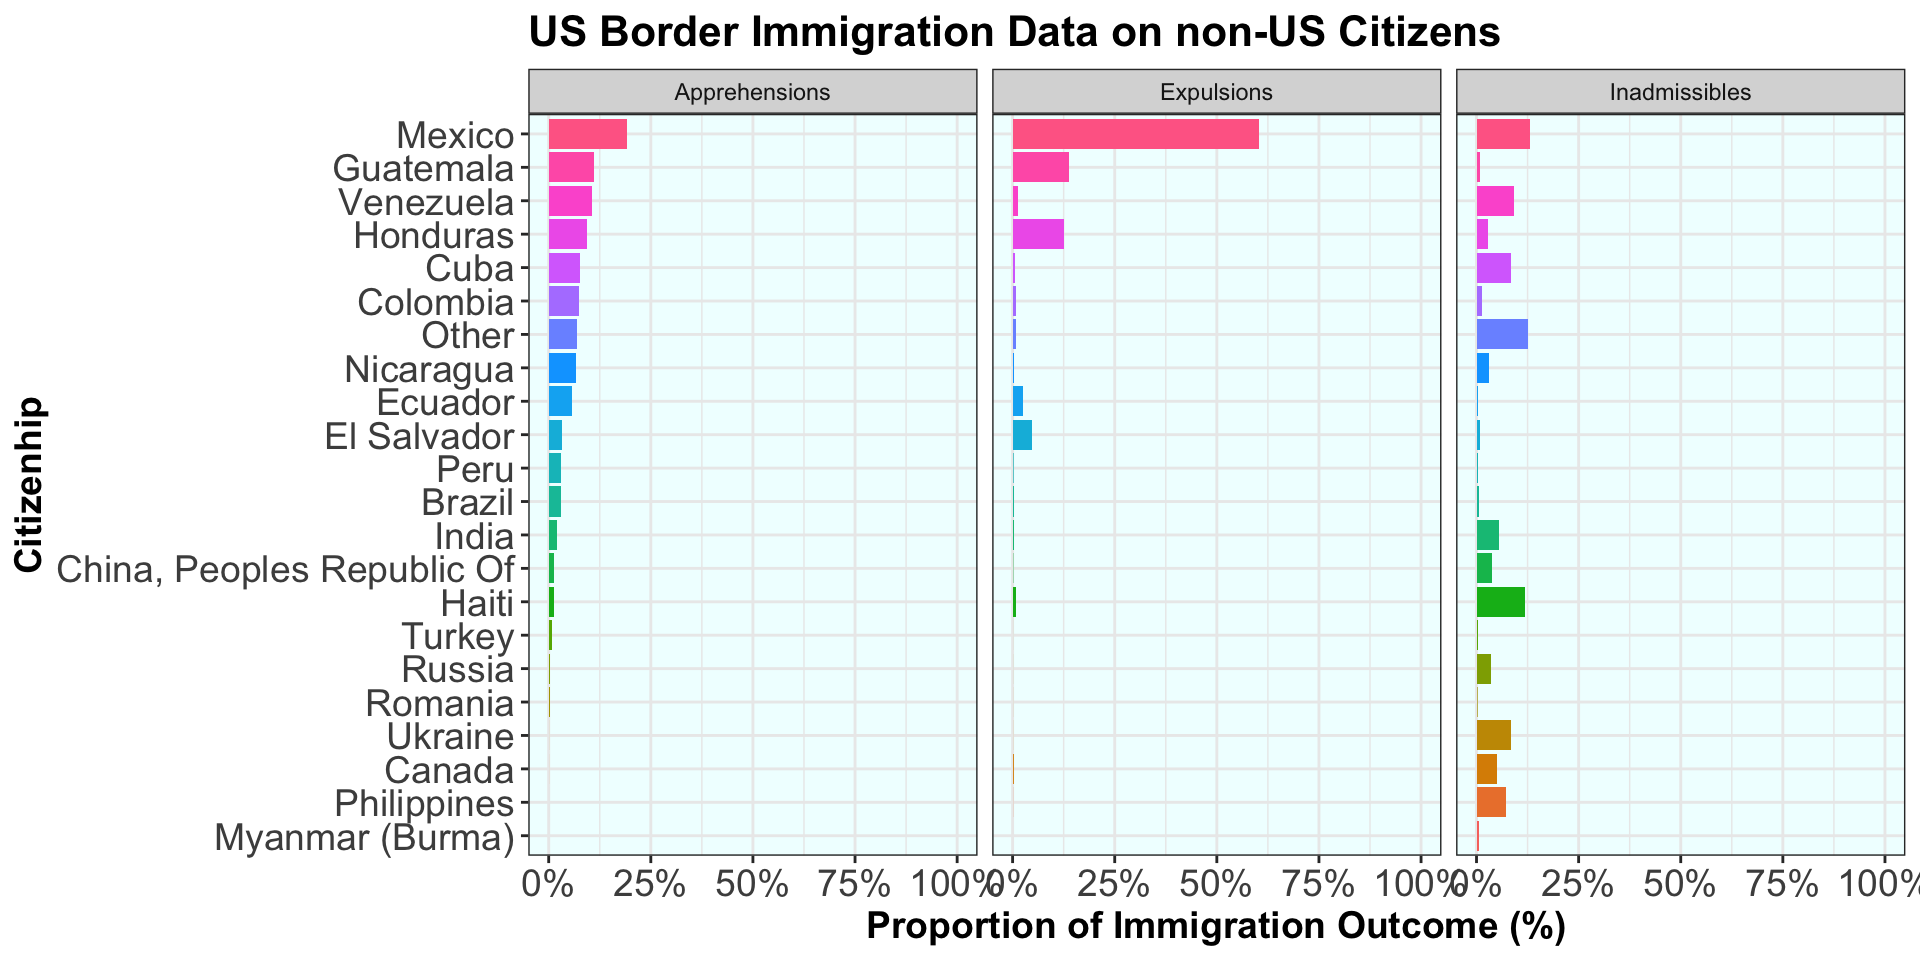 US Border Immigration Data on non-US Citizens
Apprehensions Expulsions Inadmissibles
Citizenhip
Mexico
Guatemala
Venezuela
Honduras
Cuba
Colombia
Other
Nicaragua
Ecuador
El Salvador
Peru
Brazil
India
China, Peoples Republic Of
Haiti
Turkey
Russia
Romania
Ukraine
Canada
Philippines
Myanmar (Burma)
0% 25% 50% 75% 100% 0% 25% 50% 75% 100% 0% 25% 50% 75% 100%
Proportion of Immigration Outcome (%)